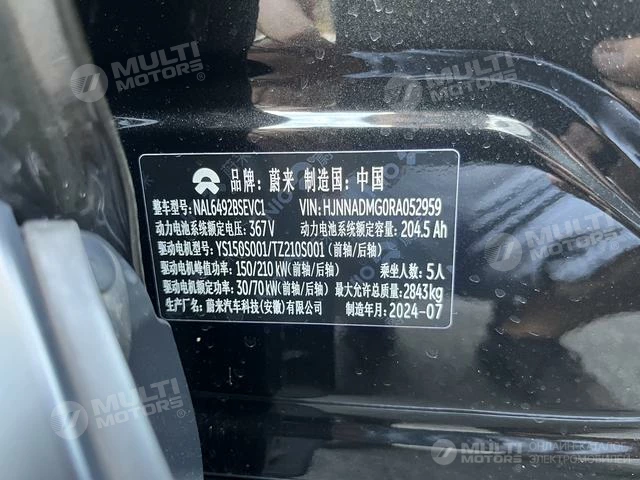 MULTI MOTORS
MULTI MOTORS
品牌: 蔚来 制造国: 中国
整车型号: NAL6492BSEVC1 VIN: HJNNADMG0RA052959
动力电池系统额定电压: 367V 动力电池系统额定容量: 204.5 Ah
驱动电机型号: YS150S001/TZ210S001 (前轴/后轴)
驱动电机峰值功率: 150/210 kW(前轴/后轴) 乘坐人数: 5人
驱动电机额定功率: 30/70 kW(前轴/后轴) 最大允许总质量: 2843kg
生产厂名: 蔚来汽车科技(安徽)有限公司 制造年月: 2024-07
MULTI MOTORS
MULTI MOTORS
ОНЛАЙН-КАНАЛ
ЭЛЕКТРОМОБИЛЕЙ